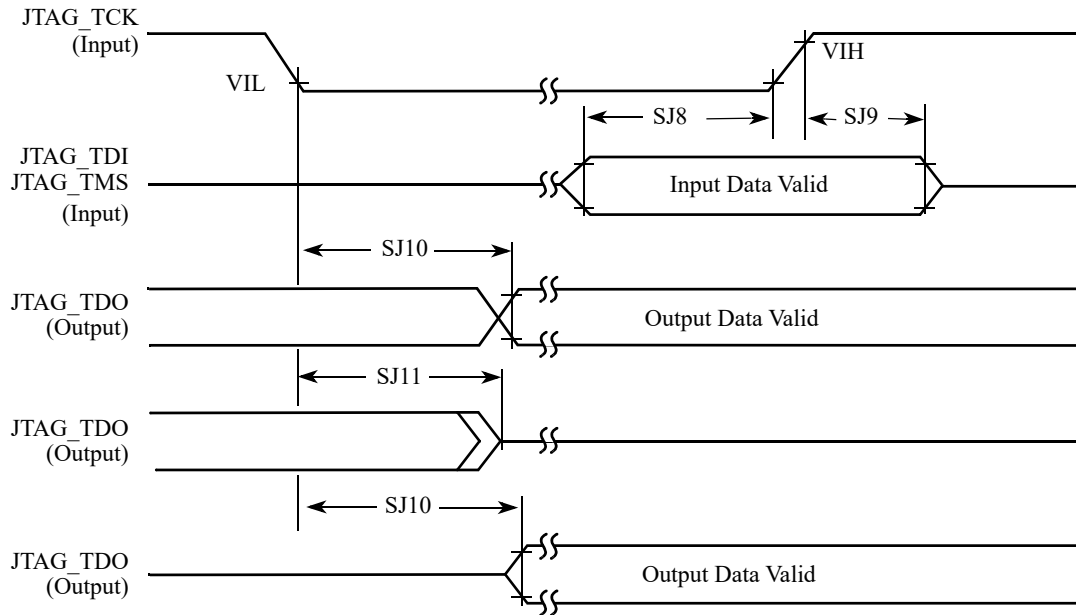 JTAG_TCK
(Input)
VIL
VIH
SJ8
SJ9
JTAG_TDI
JTAG_TMS
(Input)
Input Data Valid
SJ10
JTAG_TDO
(Output)
Output Data Valid
SJ11
JTAG_TDO
(Output)
SJ10
JTAG_TDO
(Output)
Output Data Valid